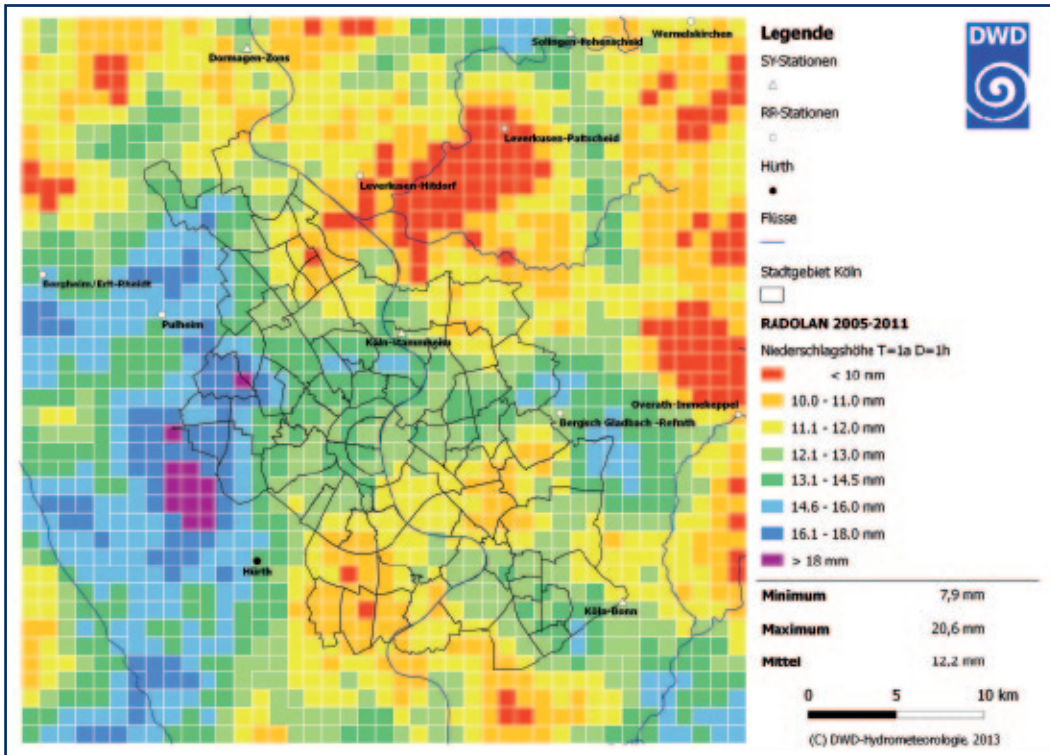 Dormagen-Zons
Solingen-Hohenscheid
Wermelskirchen
Leverkusen-Pattscheid
Leverkusen-Hitdorf
Bergheim/Erft-Rheidt
Pulheim
Köln-Stammheim
Overath-Immekeppel
Bergisch Gladbach -Refrath
Hürth
Köln-Bonn
DWD
Legende
SY-Stationen
RR-Stationen
Hürth
Flüsse
Stadtgebiet Köln
RADOLAN 2005-2011
Niederschlagshöhe T=1a D=1h
< 10 mm
10.0 - 11.0 mm
11.1 - 12.0 mm
12.1 - 13.0 mm
13.1 - 14.5 mm
14.6 - 16.0 mm
16.1 - 18.0 mm
> 18 mm
Minimum 7,9 mm
Maximum 20,6 mm
Mittel 12,2 mm
0 5 10 km
(C) DWD-Hydrometeorologie, 2013